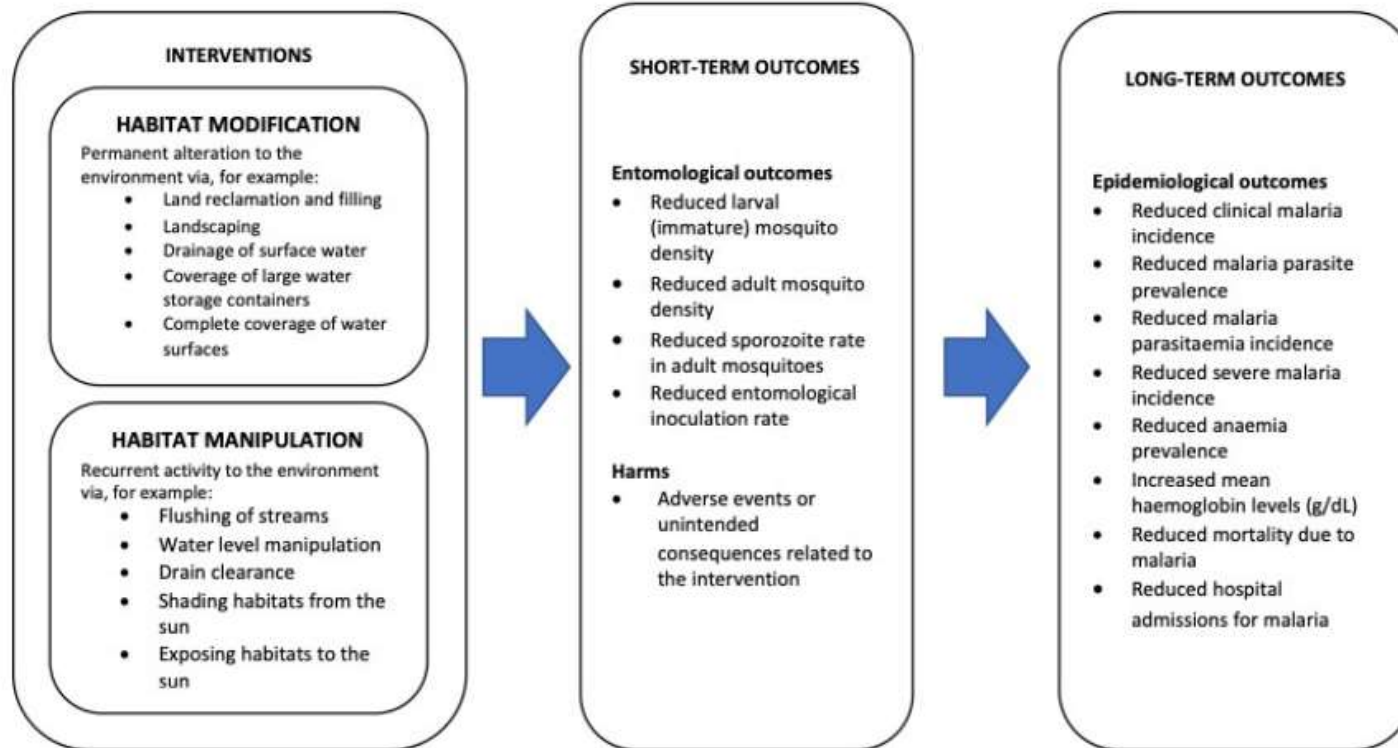 INTERVENTIONS
HABITAT MODIFICATION
Permanent alteration to the
environment via, for example:
• Land reclamation and filling
• Landscaping
• Drainage of surface water
• Coverage of large water
storage containers
• Complete coverage of water
surfaces
HABITAT MANIPULATION
Recurrent activity to the environment
via, for example:
• Flushing of streams
• Water level manipulation
• Drain clearance
• Shading habitats from the
sun
• Exposing habitats to the
sun
SHORT-TERM OUTCOMES
Entomological outcomes
• Reduced larval
(immature) mosquito
density
• Reduced adult mosquito
density
• Reduced sporozoite rate
in adult mosquitoes
• Reduced entomological
inoculation rate
Harms
• Adverse events or
unintended
consequences related to
the intervention
LONG-TERM OUTCOMES
Epidemiological outcomes
• Reduced clinical malaria
incidence
• Reduced malaria parasite
prevalence
• Reduced malaria
parasitaemia incidence
• Reduced severe malaria
incidence
• Reduced anaemia
prevalence
• Increased mean
haemoglobin levels (g/dL)
• Reduced mortality due to
malaria
• Reduced hospital
admissions for malaria